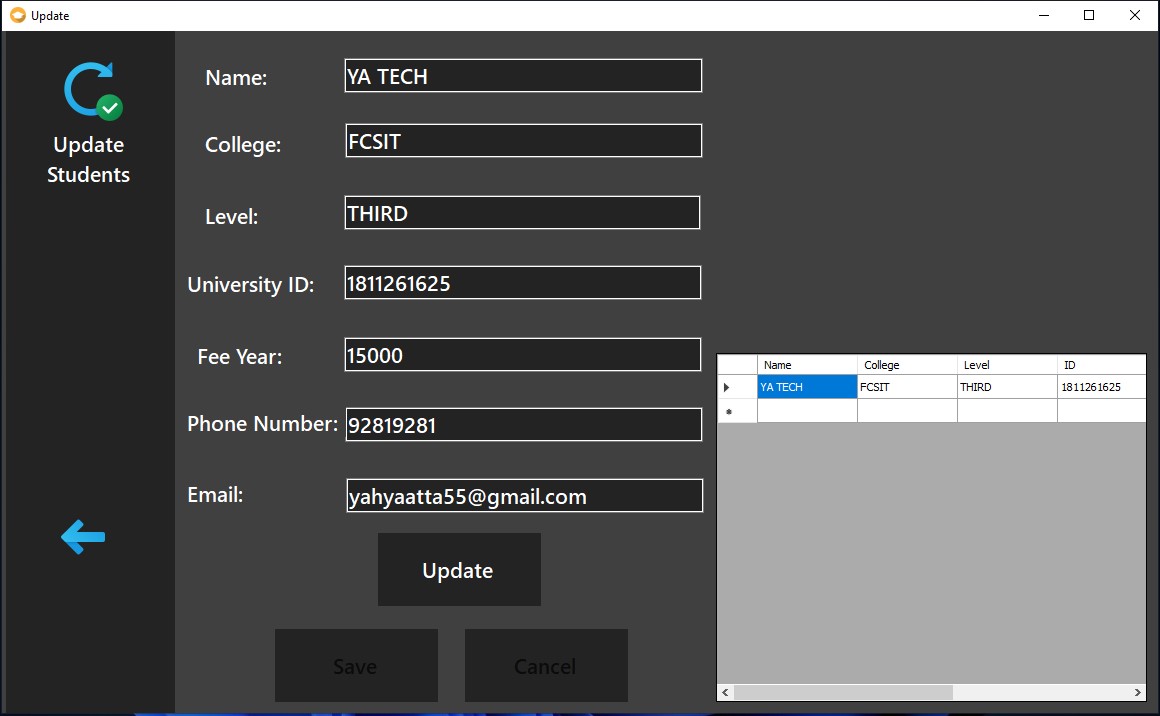 Update
Update
Students
Name: YA TECH
College: FCSIT
Level: THIRD
University ID: 1811261625
Fee Year: 15000
Phone Number: 92819281
Email: yahyaatta55@gmail.com
Update
Save Cancel
Name College Level ID
YA TECH FCSIT THIRD 1811261625